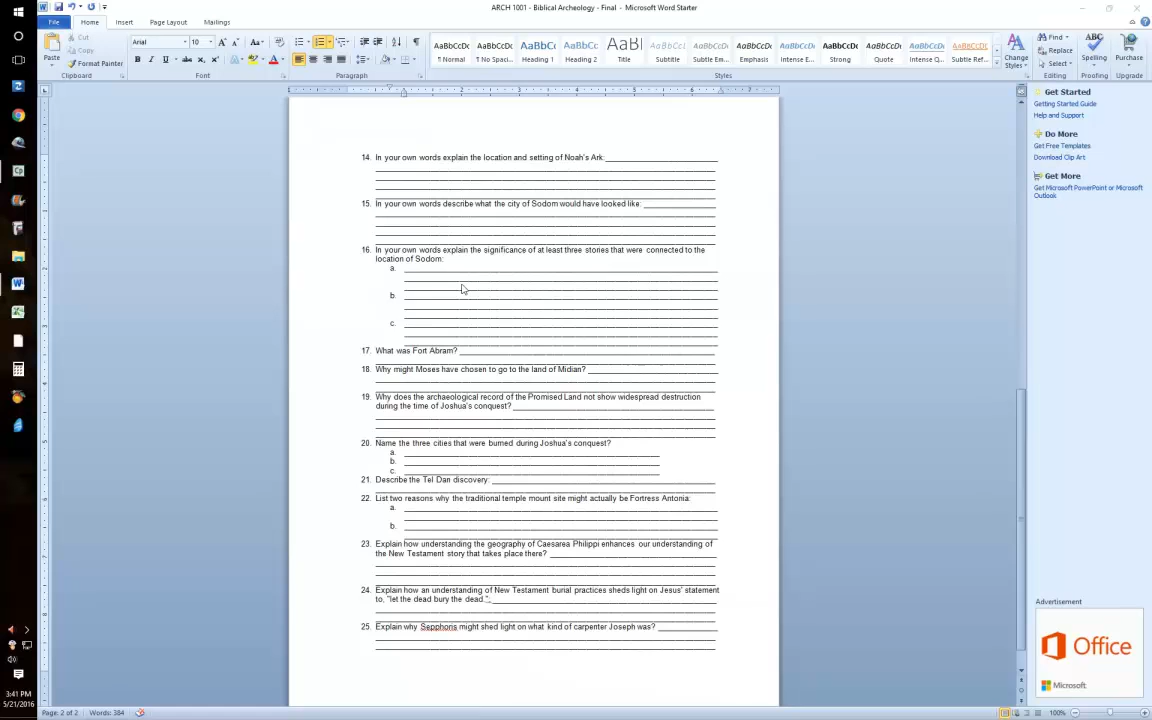 ARCH 1001 - Biblical Archeology - Final - Microsoft Word Starter
File Home Insert Page Layout Mailings
Paste
Cut
Copy
Format Painter
Clipboard
Arial 10
Font
Paragraph
AaBbCcDc AaBbCcDc AaBbC AaBbCc AaBl AaBbCcDc AaBbCcDc AaBbCcDc AaBbCcDc AaBbCcDc AaBbCcDc AaBbCcDc AABBCCDC
¶ Normal ¶ No Spaci... Heading 1 Heading 2 Title Subtitle Subtle Em... Emphasis Intense E... Strong Quote Intense Q... Subtle Ref...
Styles
Change Styles
Find
Replace
Select
Editing
Spelling
Proofing
Purchase
Upgrade
14. In your own words explain the location and setting of Noah's Ark:
15. In your own words describe what the city of Sodom would have looked like:
16. In your own words explain the significance of at least three stories that were connected to the
location of Sodom:
a.
b.
c.
17. What was Fort Abram?
18. Why might Moses have chosen to go to the land of Midian?
19. Why does the archaeological record of the Promised Land not show widespread destruction
during the time of Joshua's conquest?
20. Name the three cities that were burned during Joshua's conquest?
a.
b.
c.
21. Describe the Tel Dan discovery:
22. List two reasons why the traditional temple mount site might actually be Fortress Antonia:
a.
b.
23. Explain how understanding the geography of Caesarea Philippi enhances our understanding of
the New Testament story that takes place there?
24. Explain how an understanding of New Testament burial practices sheds light on Jesus' statement
to, "let the dead bury the dead.":
25. Explain why Sepphoris might shed light on what kind of carpenter Joseph was?
Get Started
Getting Started Guide
Help and Support
Do More
Get Free Templates
Download Clip Art
Get More
Get Microsoft PowerPoint or Microsoft
Outlook
Advertisement
Office
Microsoft
3:41 PM
5/21/2016
Page: 2 of 2 Words: 384
100%